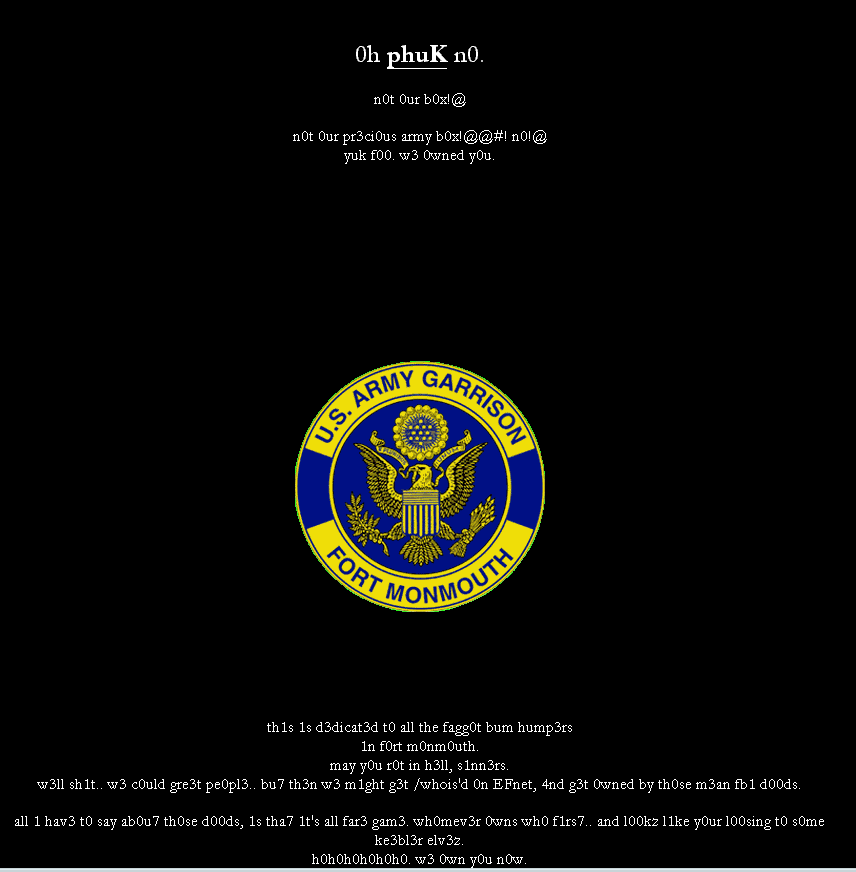 0h phuK n0.
n0t 0ur b0x!@
n0t 0ur pr3ci0us army b0x!@@#! n0!@
yuk f00. w3 0wned y0u.
U.S. ARMY GARRISON
FORT MONMOUTH
th1s 1s d3dicat3d t0 all the fagg0t bum hump3rs
1n f0rt m0nm0uth.
may y0u r0t in h3ll, s1nn3rs.
w3ll sh1t.. w3 c0uld gre3t pe0pl3.. bu7 th3n w3 m1ght g3t /whois'd 0n EFnet, 4nd g3t 0wned by th0se m3an fb1 d00ds.
all 1 hav3 t0 say ab0u7 th0se d00ds, 1s tha7 1t's all far3 gam3. wh0mev3r 0wns wh0 f1rs7.. and l00kz l1ke y0ur l00sing t0 s0me
ke3bl3r elv3z.
h0h0h0h0h0h0. w3 0wn y0u n0w.